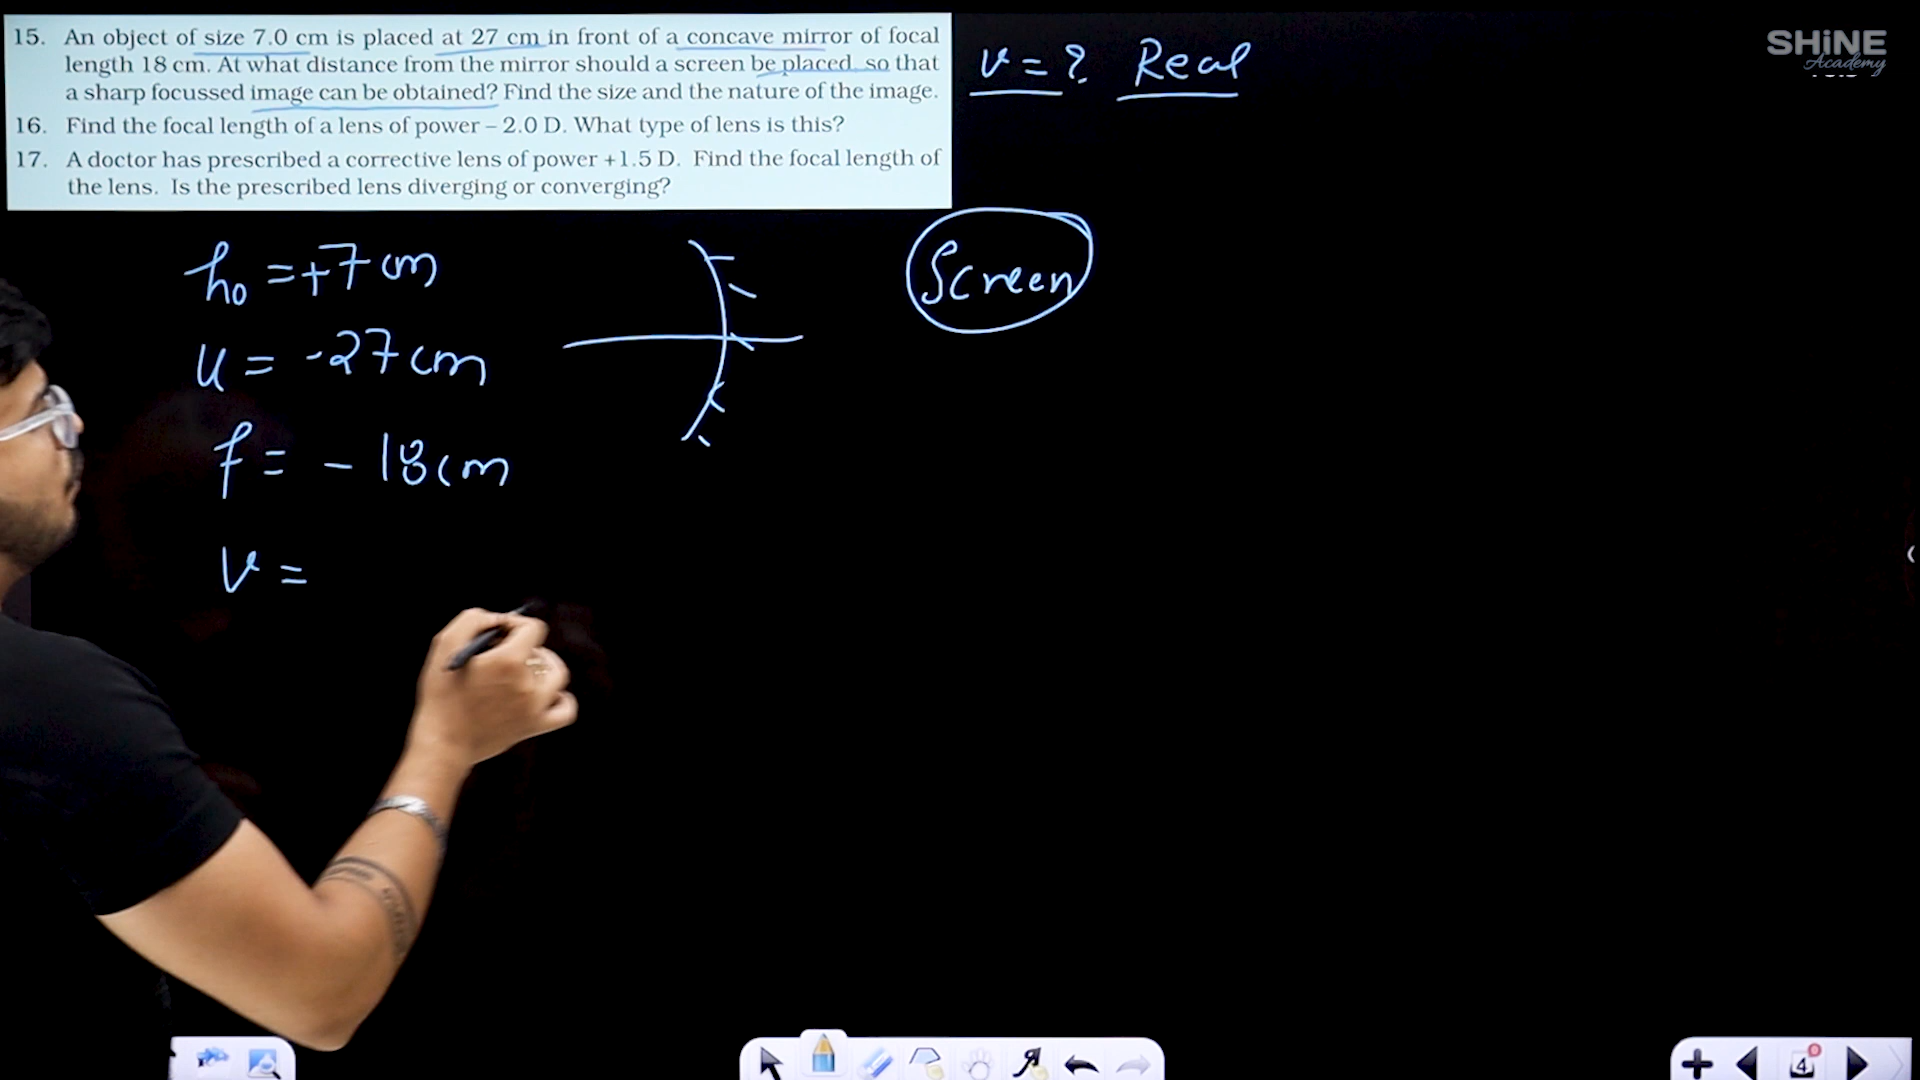 15. An object of size 7.0 cm is placed at 27 cm in front of a concave mirror of focal
length 18 cm. At what distance from the mirror should a screen be placed, so that
a sharp focussed image can be obtained? Find the size and the nature of the image.
16. Find the focal length of a lens of power – 2.0 D. What type of lens is this?
17. A doctor has prescribed a corrective lens of power +1.5 D. Find the focal length of
the lens. Is the prescribed lens diverging or converging?
v = ? Real
SHiNE
Academy
Screen
h₀ = +7 cm
u = -27 cm
f = - 18 cm
v =
4